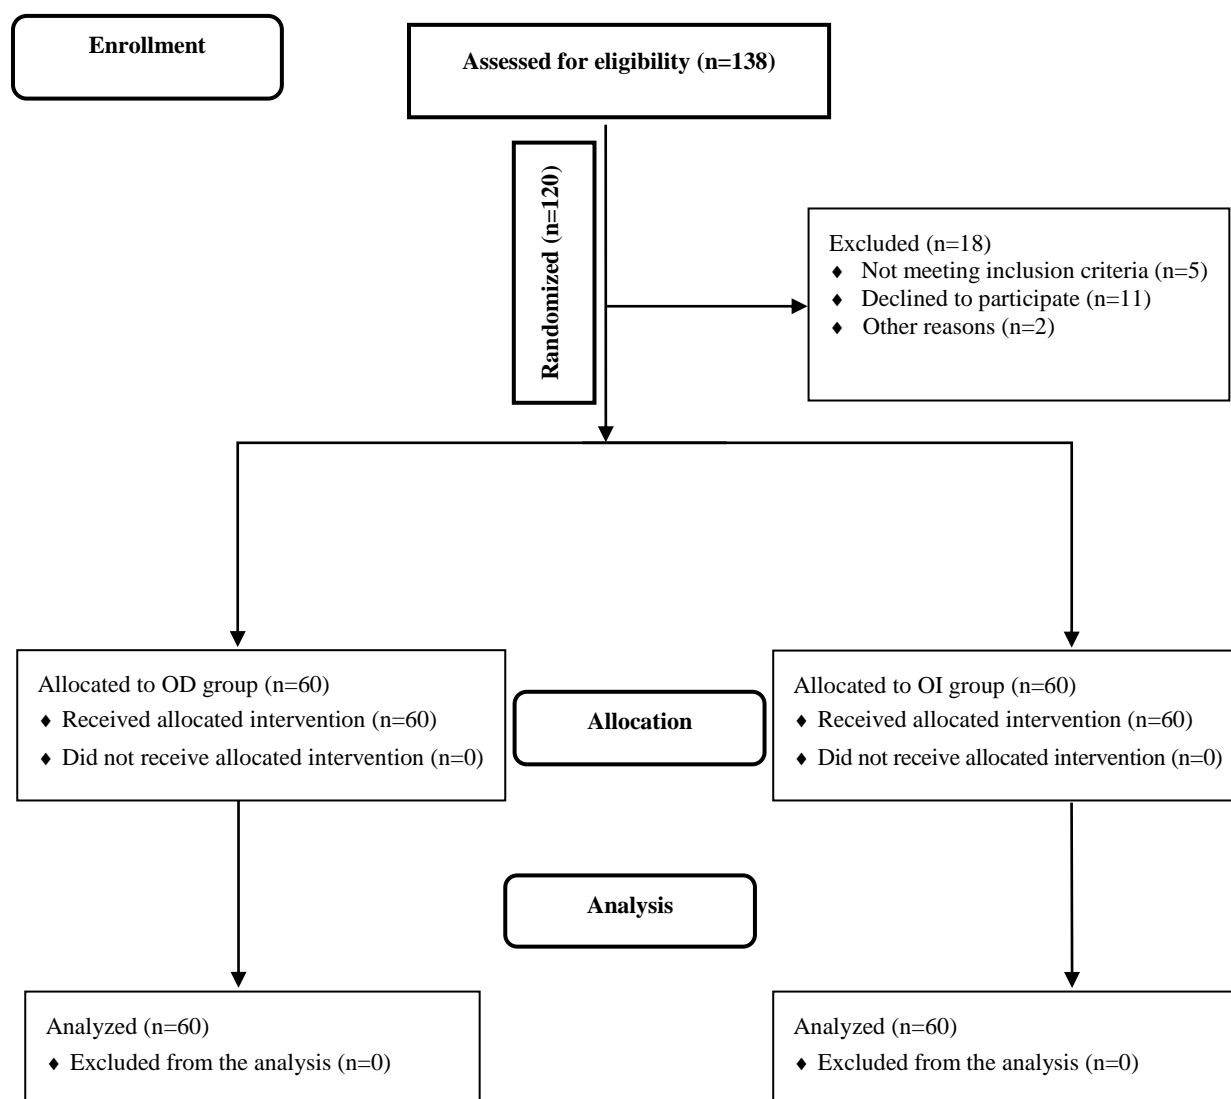 Enrollment
Assessed for eligibility (n=138)
Randomized (n=120)
Excluded (n=18)
♦ Not meeting inclusion criteria (n=5)
♦ Declined to participate (n=11)
♦ Other reasons (n=2)
Allocated to OD group (n=60)
♦ Received allocated intervention (n=60)
♦ Did not receive allocated intervention (n=0)
Allocation
Allocated to OI group (n=60)
♦ Received allocated intervention (n=60)
♦ Did not receive allocated intervention (n=0)
Analysis
Analyzed (n=60)
♦ Excluded from the analysis (n=0)
Analyzed (n=60)
♦ Excluded from the analysis (n=0)